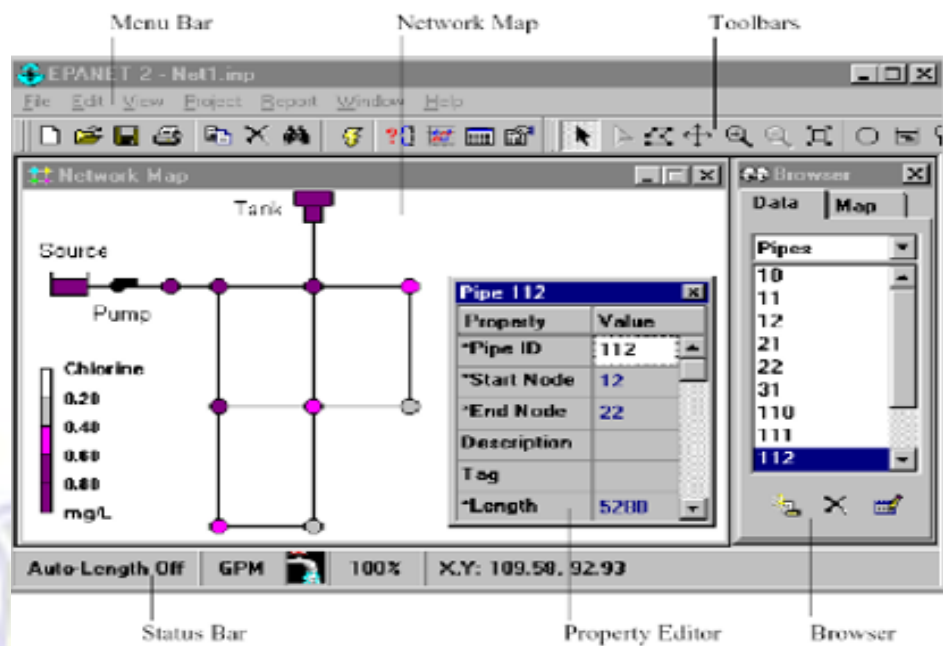 Menu Bar
Network Map
Toolbars
EPANET 2 - Net1.inp
File Edit View Project Report Window Help
Network Map
Browser
Tank
Data
Map
Source
Pipes
Pump
10
11
12
21
22
31
110
111
112
Pipe 112
Property Value
*Pipe ID 112
*Start Node 12
*End Node 22
Description
Tag
*Length 5280
Chlorine
0.20
0.40
0.60
0.80
mg/L
Auto-Length Off GPM 100% X,Y: 109.58, 92.93
Status Bar
Property Editor
Browser